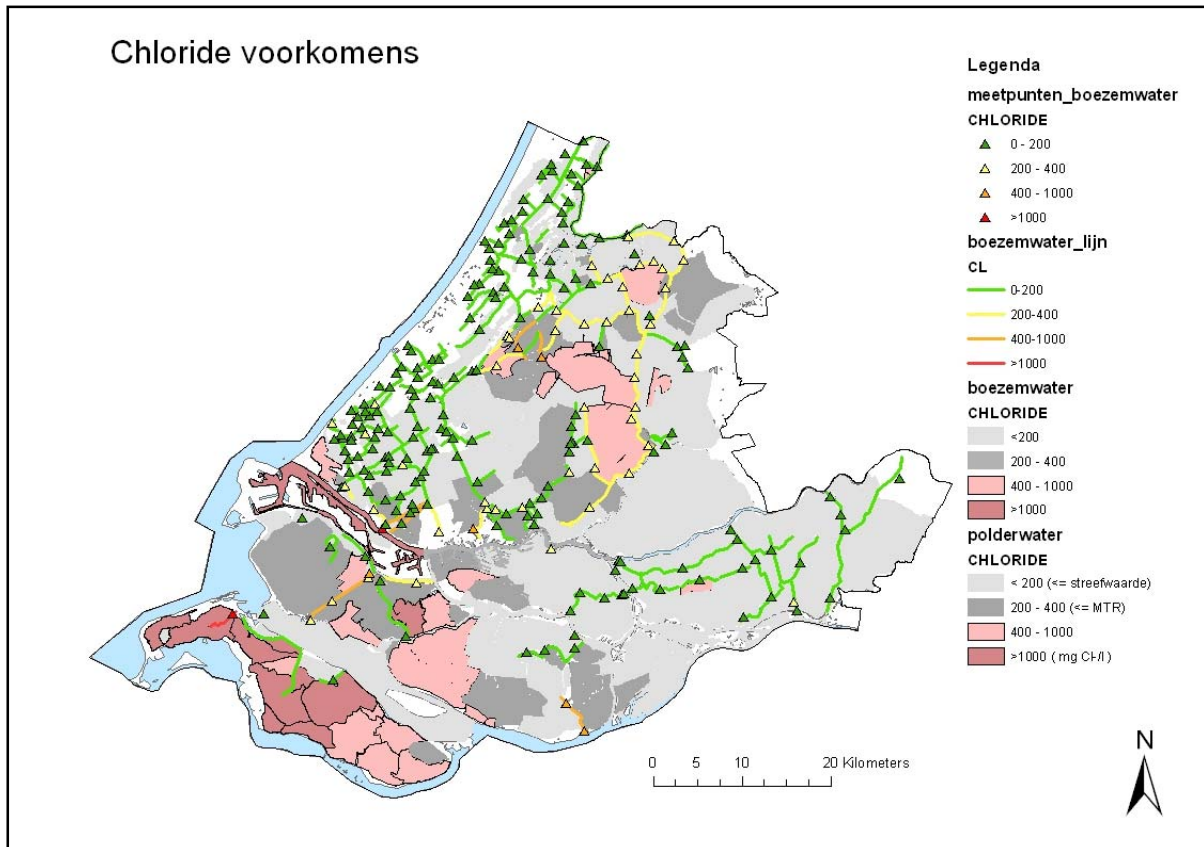 Chloride voorkomens
Legenda
meetpunten_boezemwater
CHLORIDE
0 - 200
200 - 400
400 - 1000
>1000
boezemwater_lijn
CL
0-200
200-400
400-1000
>1000
boezemwater
CHLORIDE
<200
200 - 400
400 - 1000
>1000
polderwater
CHLORIDE
< 200 (<= streefwaarde)
200 - 400 (<= MTR)
400 - 1000
>1000 ( mg Cl-/l )
N
0 5 10 20 Kilometers